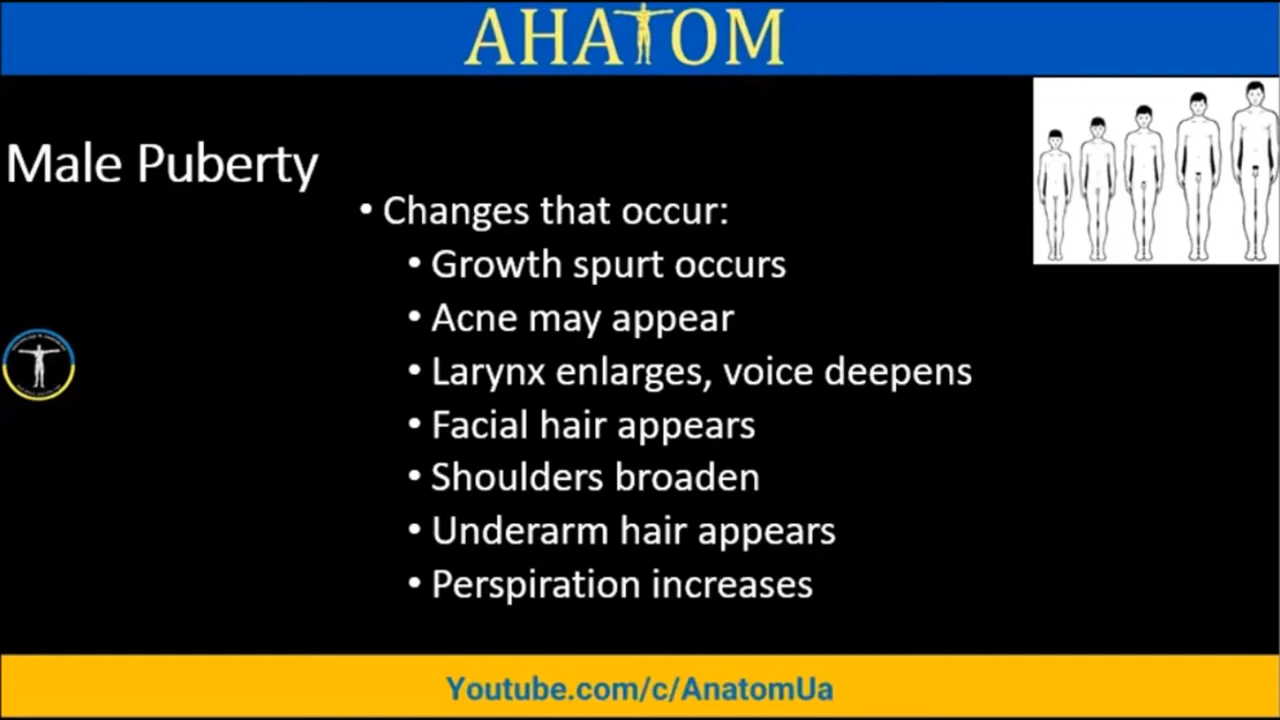 АНАТОМ
Male Puberty
• Changes that occur:
• Growth spurt occurs
• Acne may appear
• Larynx enlarges, voice deepens
• Facial hair appears
• Shoulders broaden
• Underarm hair appears
• Perspiration increases
Youtube.com/c/AnatomUa